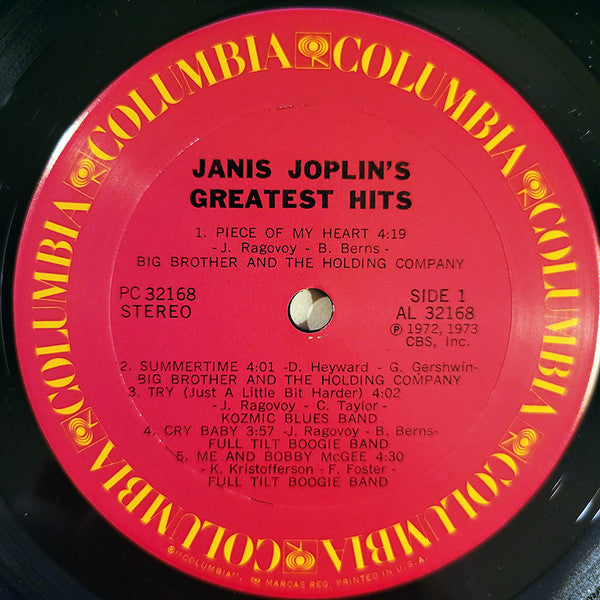 COLUMBIA COLUMBIA COLUMBIA COLUMBIA COLUMBIA COLUMBIA
JANIS JOPLIN'S
GREATEST HITS
1. PIECE OF MY HEART 4:19
-J. Ragovoy - B. Berns-
BIG BROTHER AND THE HOLDING COMPANY
PC 32168
STEREO
SIDE 1
AL 32168
℗ 1972, 1973
CBS, Inc.
2. SUMMERTIME 4:01 -D. Heyward - G. Gershwin-
BIG BROTHER AND THE HOLDING COMPANY
3. TRY (Just A Little Bit Harder) 4:02
-J. Ragovoy - C. Taylor-
KOZMIC BLUES BAND
4. CRY BABY 3:57 -J. Ragovoy - B. Berns-
FULL TILT BOOGIE BAND
5. ME AND BOBBY McGEE 4:30
-K. Kristofferson - F. Foster-
FULL TILT BOOGIE BAND
®"COLUMBIA", MARCAS REG. PRINTED IN U.S.A.